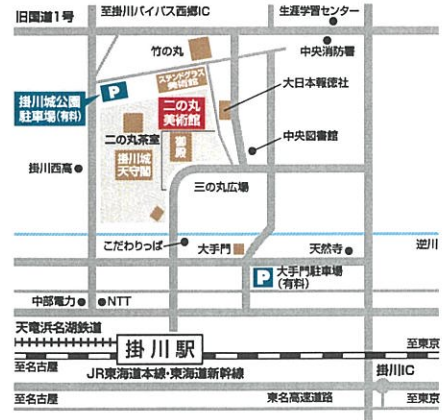 旧国道1号
至掛川バイパス西郷IC
生涯学習センター
竹の丸
中央消防署
ステンドグラス
美術館
大日本報徳社
P
掛川城公園
駐車場(有料)
二の丸
美術館
二の丸茶室
御殿
中央図書館
掛川城
天守閣
掛川西高
三の丸広場
こだわりっぱ
大手門
天然寺
逆川
P
大手門駐車場
(有料)
中部電力
NTT
天竜浜名湖鉄道
掛川駅
至東京
至名古屋
JR東海道本線・東海道新幹線
掛川IC
至名古屋
東名高速道路
至東京